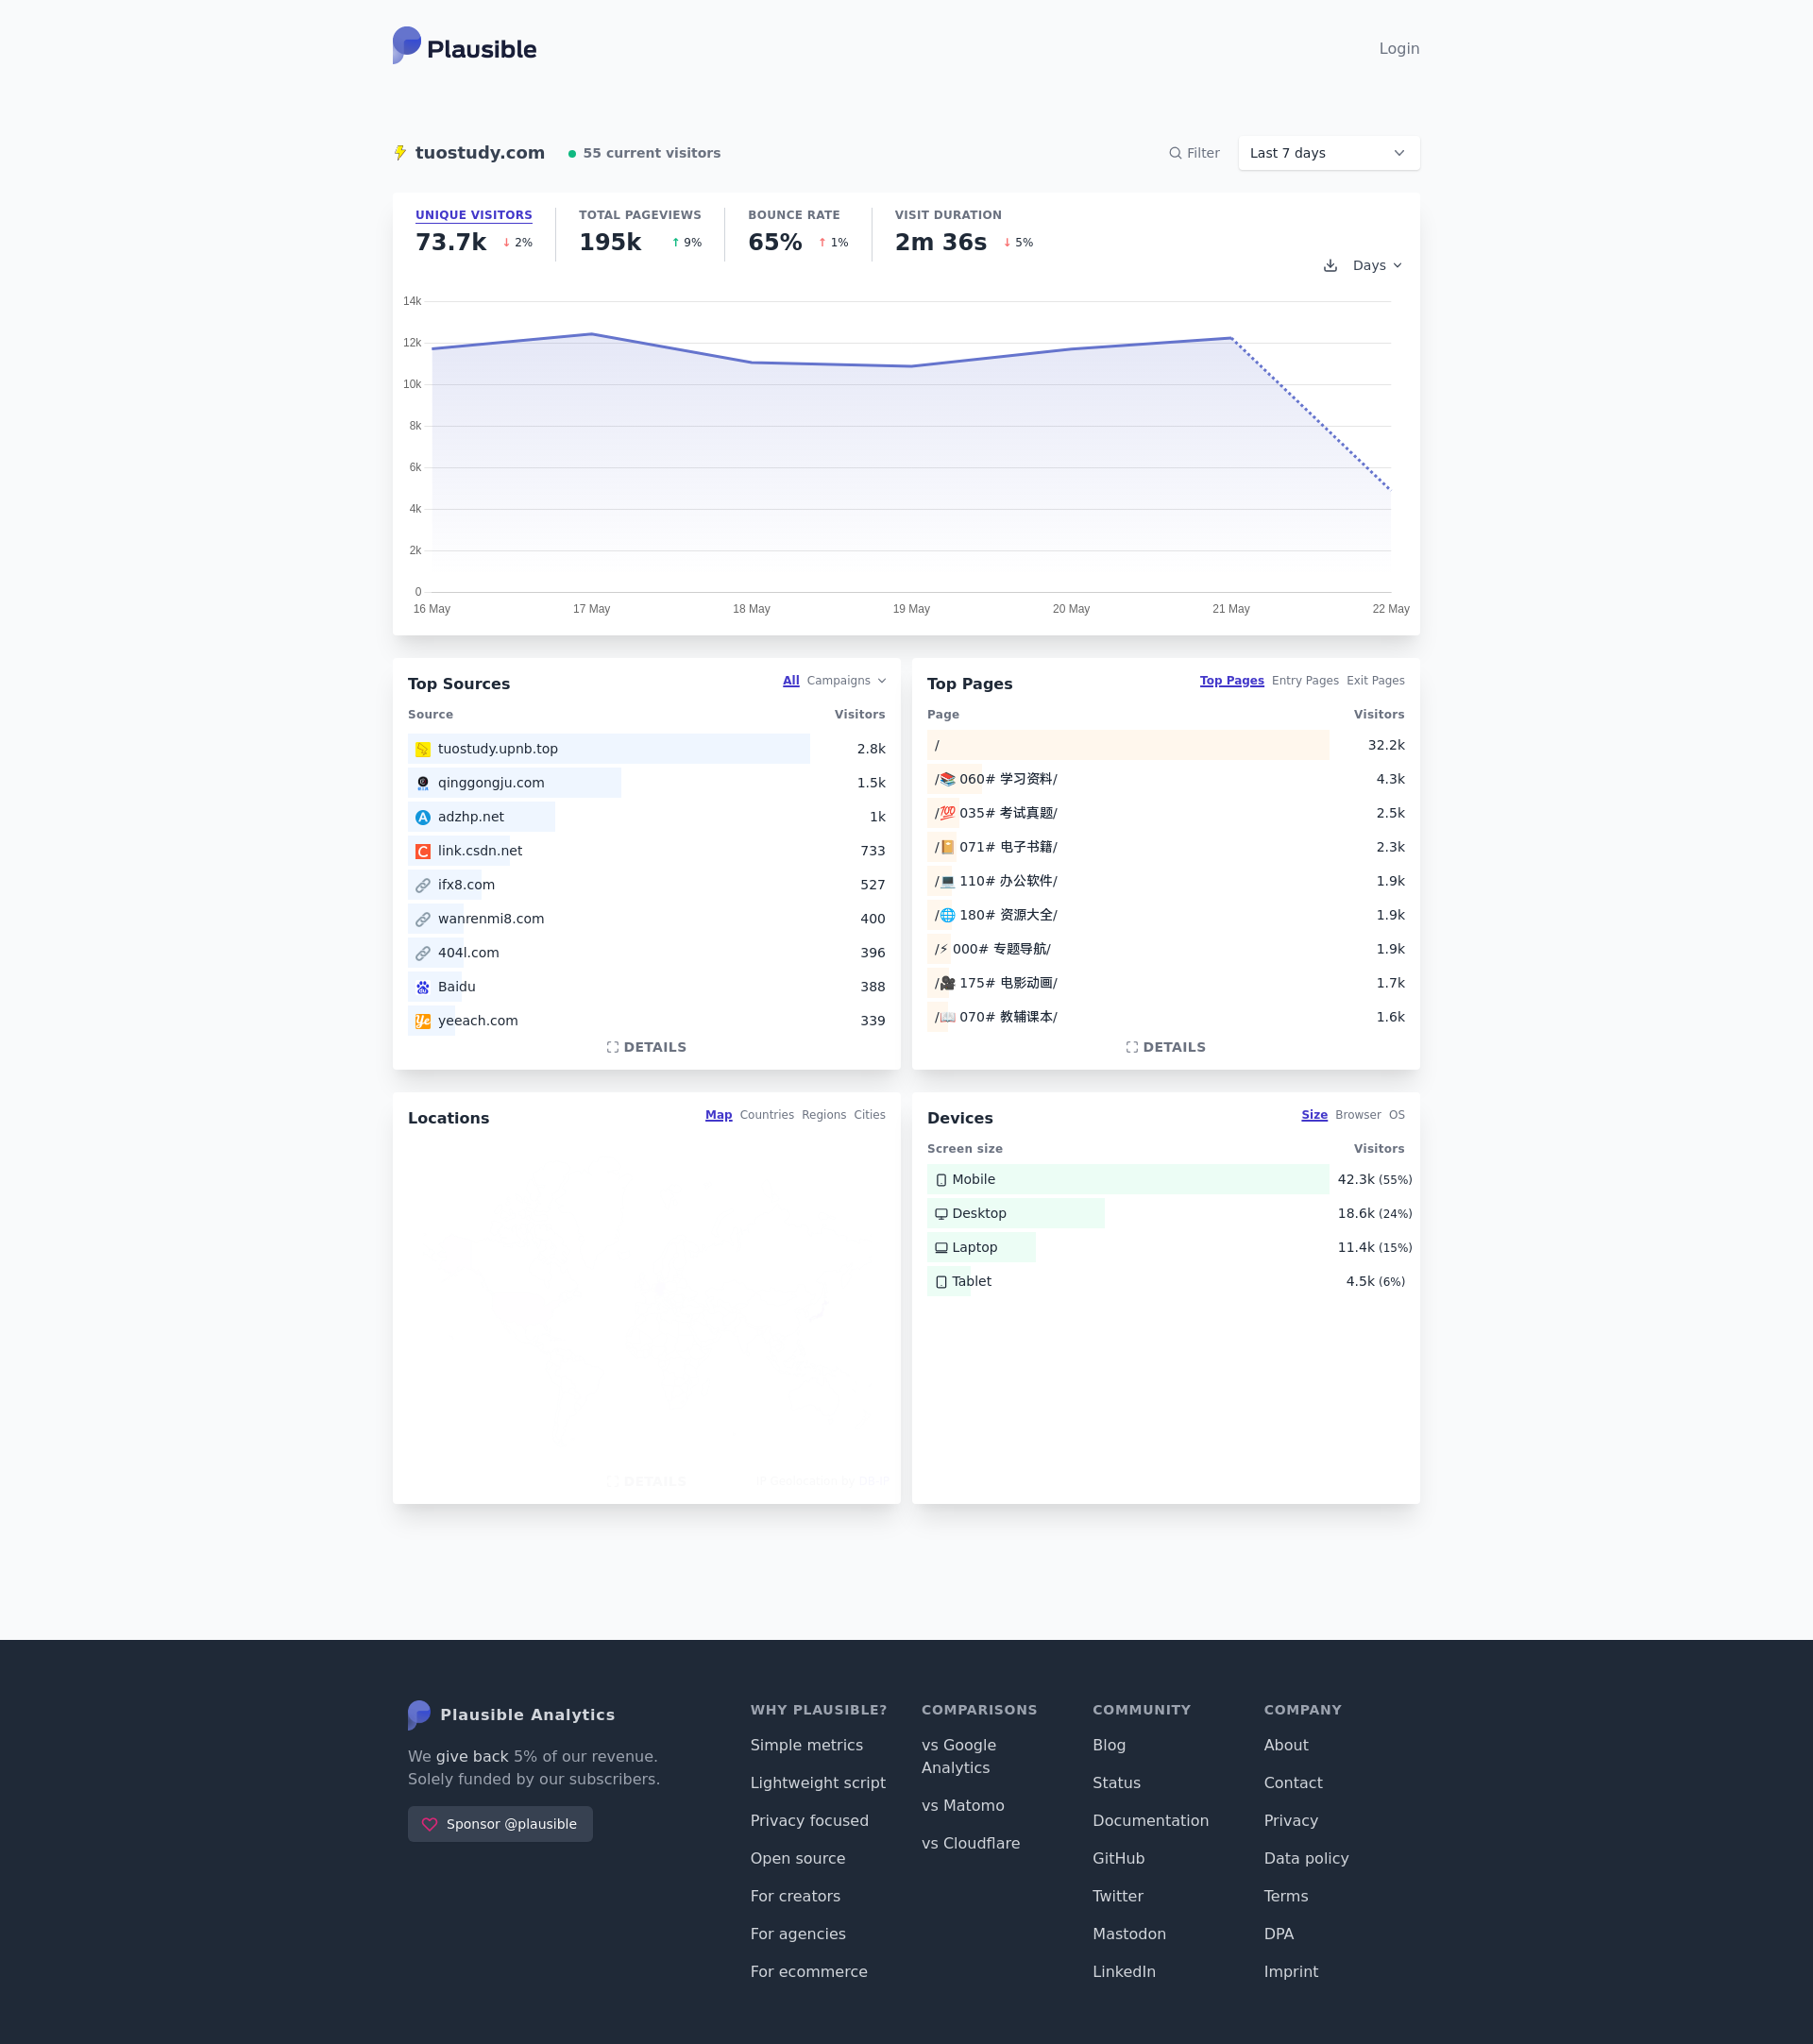 Plausible
Login
tuostudy.com
55 current visitors
Filter
Last 7 days
UNIQUE VISITORS
73.7k ↓ 2%
TOTAL PAGEVIEWS
195k ↑ 9%
BOUNCE RATE
65% ↑ 1%
VISIT DURATION
2m 36s ↓ 5%
Days
14k
12k
10k
8k
6k
4k
2k
0
16 May
17 May
18 May
19 May
20 May
21 May
22 May
Top Sources
All Campaigns
Source Visitors
tuostudy.upnb.top 2.8k
qinggongju.com 1.5k
adzhp.net 1k
link.csdn.net 733
ifx8.com 527
wanrenmi8.com 400
404l.com 396
Baidu 388
yeeach.com 339
DETAILS
Top Pages
Top Pages Entry Pages Exit Pages
Page Visitors
/ 32.2k
/📚 060# 学习资料/ 4.3k
/💯 035# 考试真题/ 2.5k
/📔 071# 电子书籍/ 2.3k
/💻 110# 办公软件/ 1.9k
/🌐 180# 资源大全/ 1.9k
/⚡ 000# 专题导航/ 1.9k
/🎥 175# 电影动画/ 1.7k
/📖 070# 教辅课本/ 1.6k
DETAILS
Locations
Map Countries Regions Cities
DETAILS
Devices
Size Browser OS
Screen size Visitors
Mobile 42.3k (55%)
Desktop 18.6k (24%)
Laptop 11.4k (15%)
Tablet 4.5k (6%)
Plausible Analytics
We give back 5% of our revenue.
Solely funded by our subscribers.
Sponsor @plausible
WHY PLAUSIBLE?
Simple metrics
Lightweight script
Privacy focused
Open source
For creators
For agencies
For ecommerce
COMPARISONS
vs Google
Analytics
vs Matomo
vs Cloudflare
COMMUNITY
Blog
Status
Documentation
GitHub
Twitter
Mastodon
LinkedIn
COMPANY
About
Contact
Privacy
Data policy
Terms
DPA
Imprint